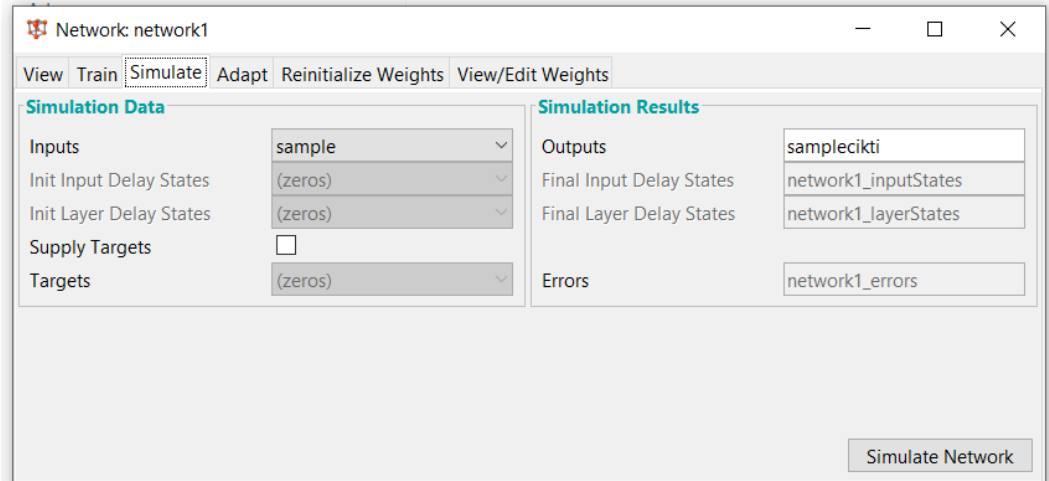 Network: network1
View Train Simulate Adapt Reinitialize Weights View/Edit Weights
Simulation Data
Inputs sample
Init Input Delay States (zeros)
Init Layer Delay States (zeros)
Supply Targets
Targets (zeros)
Simulation Results
Outputs samplecikti
Final Input Delay States network1_inputStates
Final Layer Delay States network1_layerStates
Errors network1_errors
Simulate Network